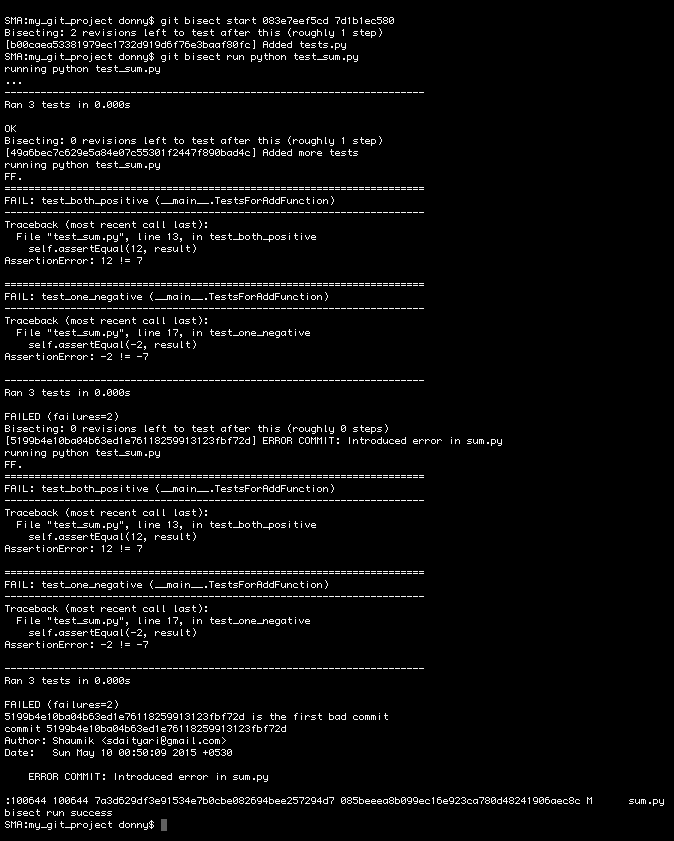 SMA:my_git_project donny$ git bisect start 083e7eef5cd 7d1b1ec580
Bisecting: 2 revisions left to test after this (roughly 1 step)
[b00caea53381979ec1732d919d6f76e3baaf80fc] Added tests.py
SMA:my_git_project donny$ git bisect run python test_sum.py
running python test_sum.py
...
----------------------------------------------------------------------
Ran 3 tests in 0.000s

OK
Bisecting: 0 revisions left to test after this (roughly 1 step)
[49a6bec7c629e5a84e07c55301f2447f890bad4c] Added more tests
running python test_sum.py
FF.
======================================================================
FAIL: test_both_positive (__main__.TestsForAddFunction)
----------------------------------------------------------------------
Traceback (most recent call last):
  File "test_sum.py", line 13, in test_both_positive
    self.assertEqual(12, result)
AssertionError: 12 != 7

======================================================================
FAIL: test_one_negative (__main__.TestsForAddFunction)
----------------------------------------------------------------------
Traceback (most recent call last):
  File "test_sum.py", line 17, in test_one_negative
    self.assertEqual(-2, result)
AssertionError: -2 != -7

----------------------------------------------------------------------
Ran 3 tests in 0.000s

FAILED (failures=2)
Bisecting: 0 revisions left to test after this (roughly 0 steps)
[5199b4e10ba04b63ed1e76118259913123fbf72d] ERROR COMMIT: Introduced error in sum.py
running python test_sum.py
FF.
======================================================================
FAIL: test_both_positive (__main__.TestsForAddFunction)
----------------------------------------------------------------------
Traceback (most recent call last):
  File "test_sum.py", line 13, in test_both_positive
    self.assertEqual(12, result)
AssertionError: 12 != 7

======================================================================
FAIL: test_one_negative (__main__.TestsForAddFunction)
----------------------------------------------------------------------
Traceback (most recent call last):
  File "test_sum.py", line 17, in test_one_negative
    self.assertEqual(-2, result)
AssertionError: -2 != -7

----------------------------------------------------------------------
Ran 3 tests in 0.000s

FAILED (failures=2)
5199b4e10ba04b63ed1e76118259913123fbf72d is the first bad commit
commit 5199b4e10ba04b63ed1e76118259913123fbf72d
Author: Shaumik <sdaityari@gmail.com>
Date:   Sun May 10 00:50:09 2015 +0530

    ERROR COMMIT: Introduced error in sum.py

:100644 100644 7a3d629df3e91534e7b0cbe082694bee257294d7 085beeea8b099ec16e923ca780d48241906aec8c M	sum.py
bisect run success
SMA:my_git_project donny$